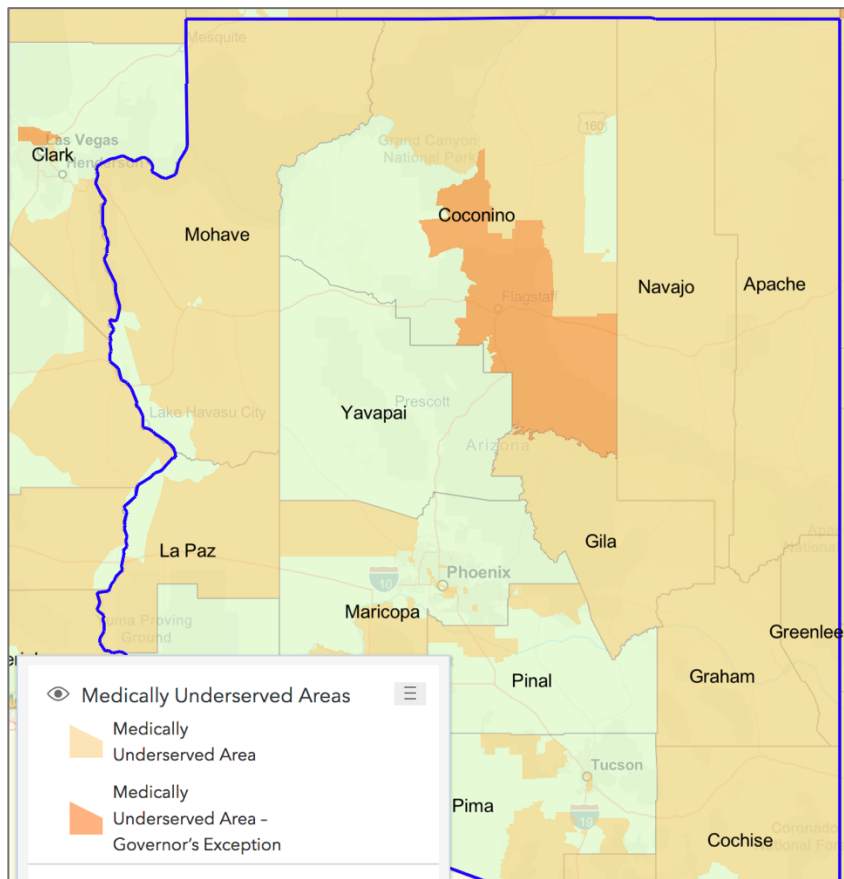 Mesquite
Las Vegas
Clark
Henderson
Grand Canyon
National Park
160
Coconino
Mohave
Navajo
Apache
Flagstaff
Lake Havasu City
Yavapai
Prescott
Arizona
La Paz
Gila
10
Phoenix
Maricopa
Proving
Ground
Greenlee
Pinal
Graham
Tucson
Pima
19
Cochise
Medically Underserved Areas
Medically
Underserved Area
Medically
Underserved Area –
Governor's Exception